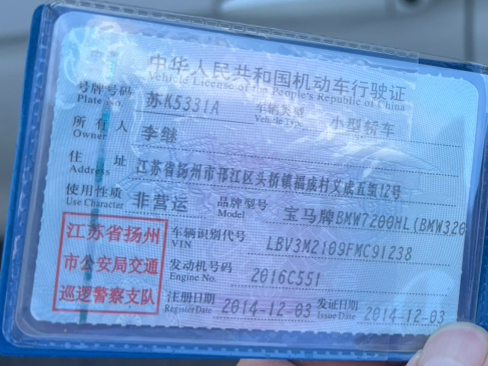 中华人民共和国机动车行驶证
Vehicle License of the People's Republic of China
号牌号码 苏K5331A 车辆类型 小型轿车
Plate No. Vehicle Type
所有人 李继
Owner
住址 江苏省扬州市邗江区头桥镇福成村文成五组12号
Address
使用性质 非营运 品牌型号 宝马牌BMW7200HL(BMW320
Use Character Model
江苏省扬州
市公安局交通
巡逻警察支队
车辆识别代号 LBV3M2109FMC91238
VIN
发动机号码 2016C551
Engine No.
注册日期 2014-12-03 发证日期 2014-12-03
Register Date Issue Date